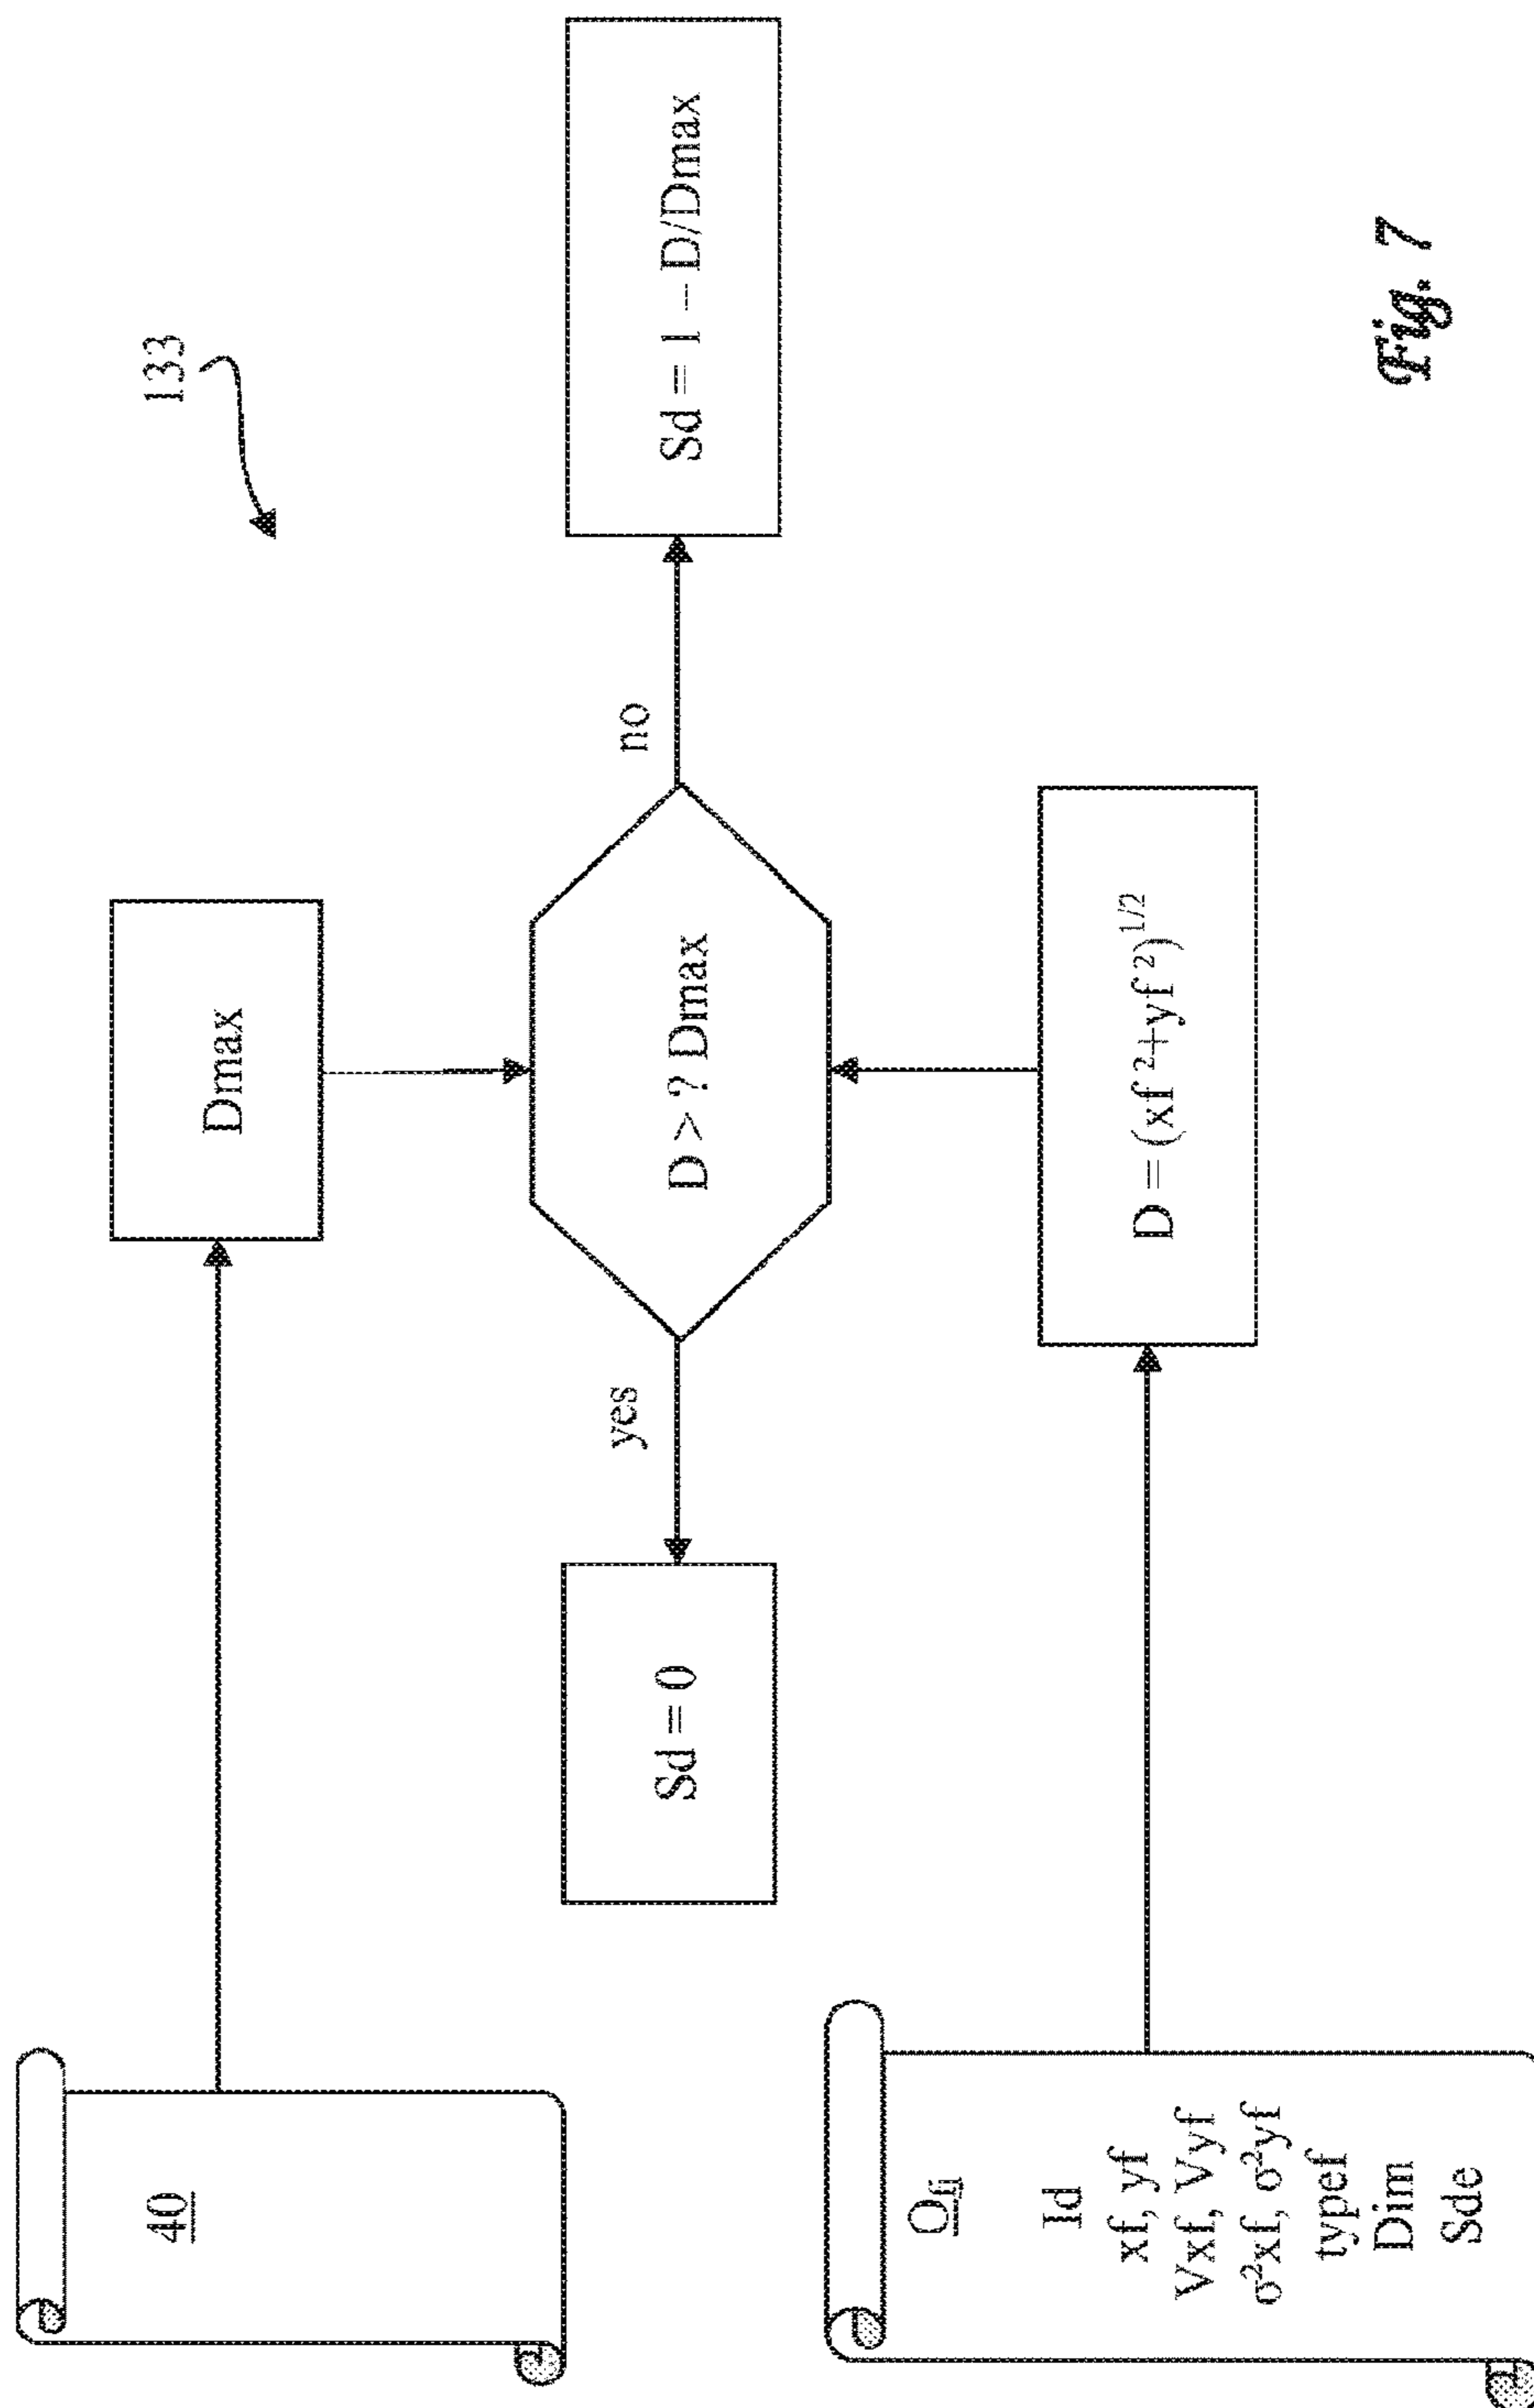 133
40
Dmax
Sd = 0
yes
D > ? Dmax
no
Sd = 1 – D/Dmax
O_fj
Id
xf, yf
Vxf, Vyf
σ²xf, σ²yf
typef
Dim
Sde
D = (xf ²+yf ²)^1/2
Fig. 7